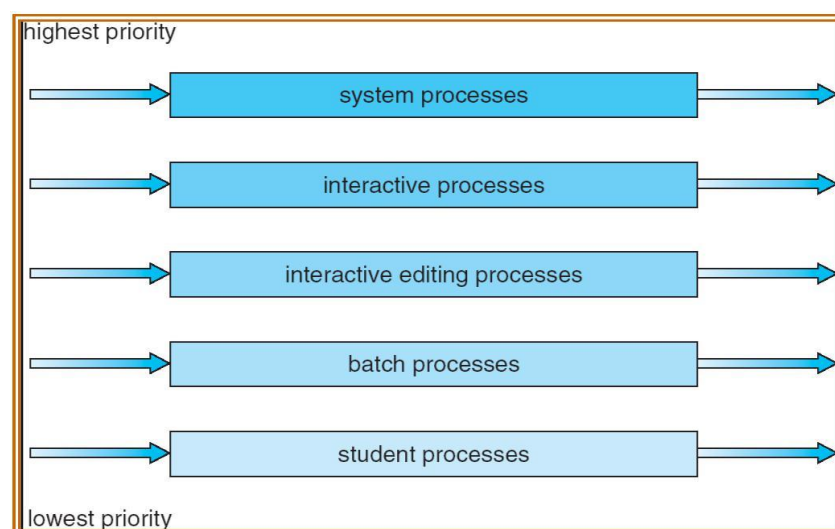 highest priority
system processes
interactive processes
interactive editing processes
batch processes
student processes
lowest priority